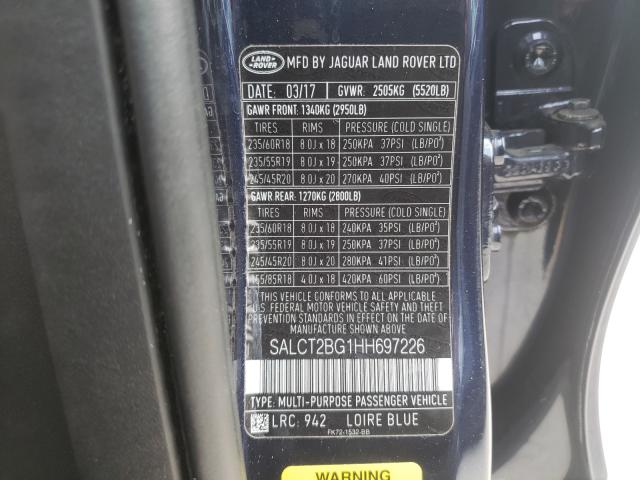 LAND ROVER MFD BY JAGUAR LAND ROVER LTD
DATE: 03/17 GVWR: 2505KG (5520LB)
GAWR FRONT: 1340KG (2950LB)
TIRES RIMS PRESSURE (COLD SINGLE)
235/60R18 8.0J x 18 250KPA 37PSI (LB/PO²)
235/55R19 8.0J x 19 250KPA 37PSI (LB/PO²)
245/45R20 8.0J x 20 270KPA 40PSI (LB/PO²)
GAWR REAR: 1270KG (2800LB)
TIRES RIMS PRESSURE (COLD SINGLE)
235/60R18 8.0J x 18 240KPA 35PSI (LB/PO²)
235/55R19 8.0J x 19 250KPA 37PSI (LB/PO²)
245/45R20 8.0J x 20 280KPA 41PSI (LB/PO²)
155/85R18 4.0J x 18 420KPA 60PSI (LB/PO²)
THIS VEHICLE CONFORMS TO ALL APPLICABLE
U.S. FEDERAL MOTOR VEHICLE SAFETY AND THEFT
PREVENTION STANDARDS IN EFFECT ON THE DATE OF
MANUFACTURE SHOWN ABOVE.
SALCT2BG1HH697226
TYPE: MULTI-PURPOSE PASSENGER VEHICLE
LRC: 942 LOIRE BLUE
FK72-1532-BB
WARNING